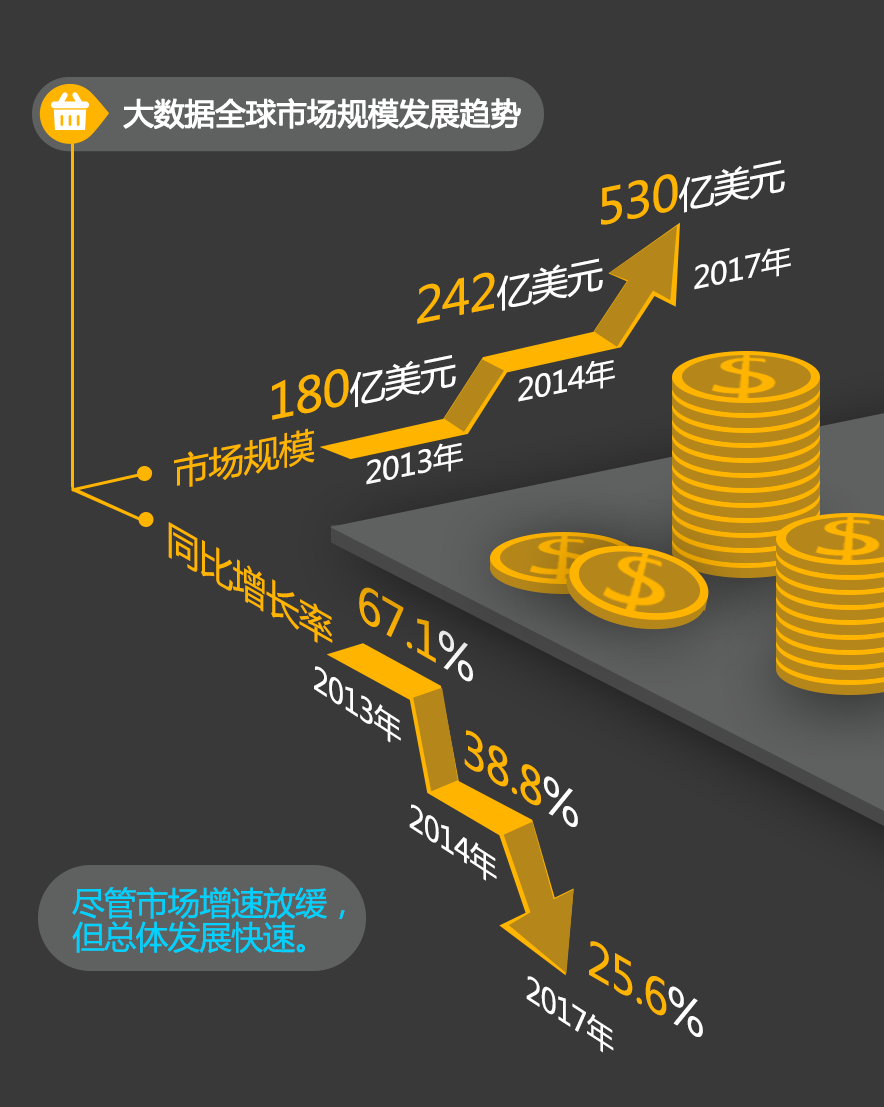 大数据全球市场规模发展趋势
530亿美元
2017年
242亿美元
2014年
180亿美元
2013年
市场规模
同比增长率
67.1%
2013年
38.8%
2014年
25.6%
2017年
尽管市场增速放缓，
但总体发展快速。
$
$
$
$